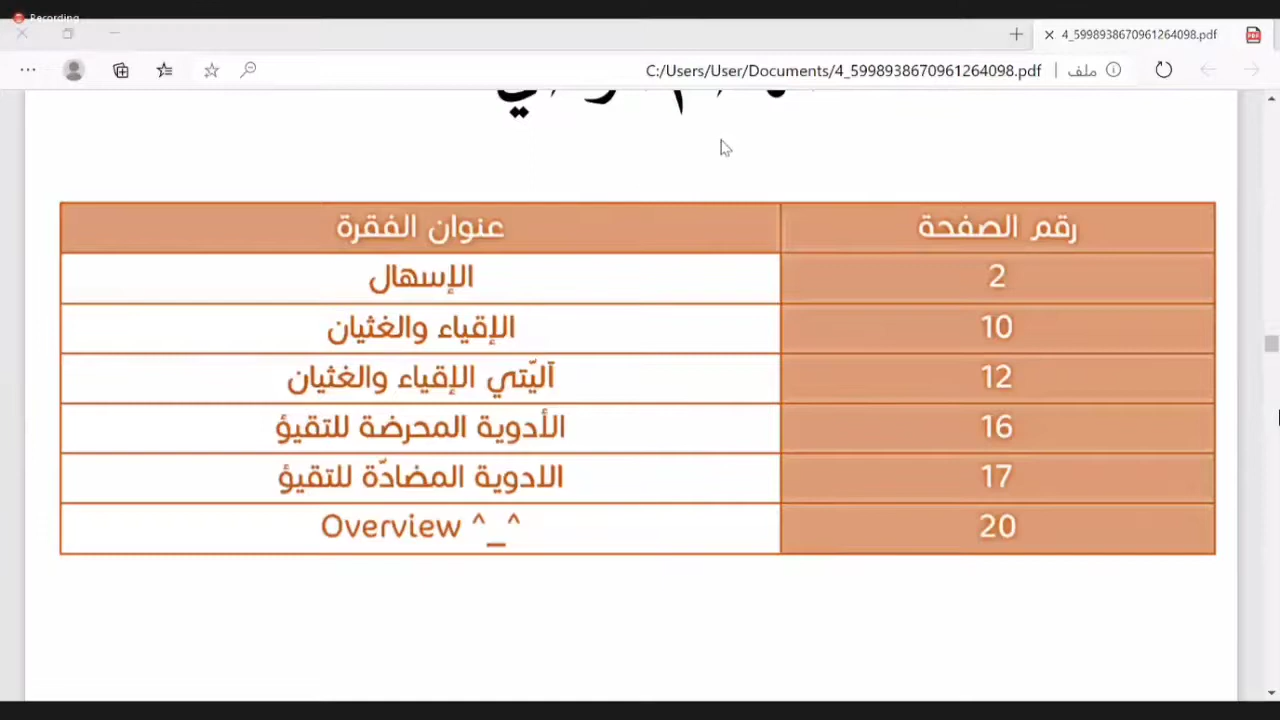 Recording
4_5998938670961264098.pdf
C:/Users/User/Documents/4_5998938670961264098.pdf | ملف
رقم الصفحة عنوان الفقرة
2 الإسهال
10 الإقياء والغثيان
12 آليّتي الإقياء والغثيان
16 الأدوية المحرضة للتقيؤ
17 الادوية المضادّة للتقيؤ
20 Overview ^_^